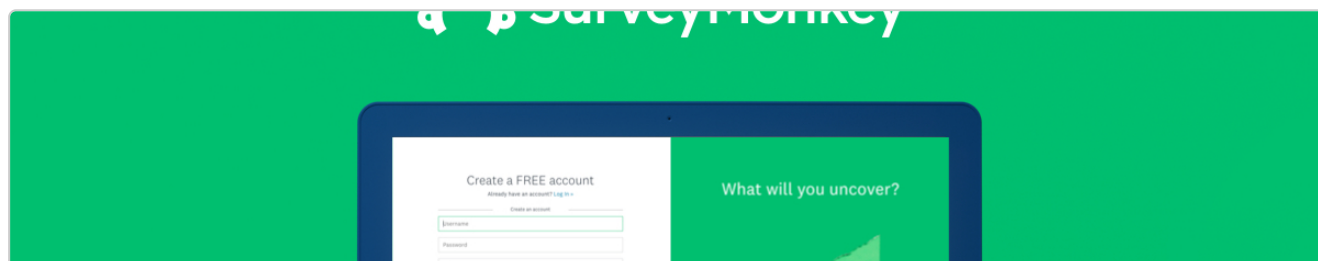 SurveyMonkey
Create a FREE account
Already have an account? Log in »
Create an account
Username
Password
What will you uncover?